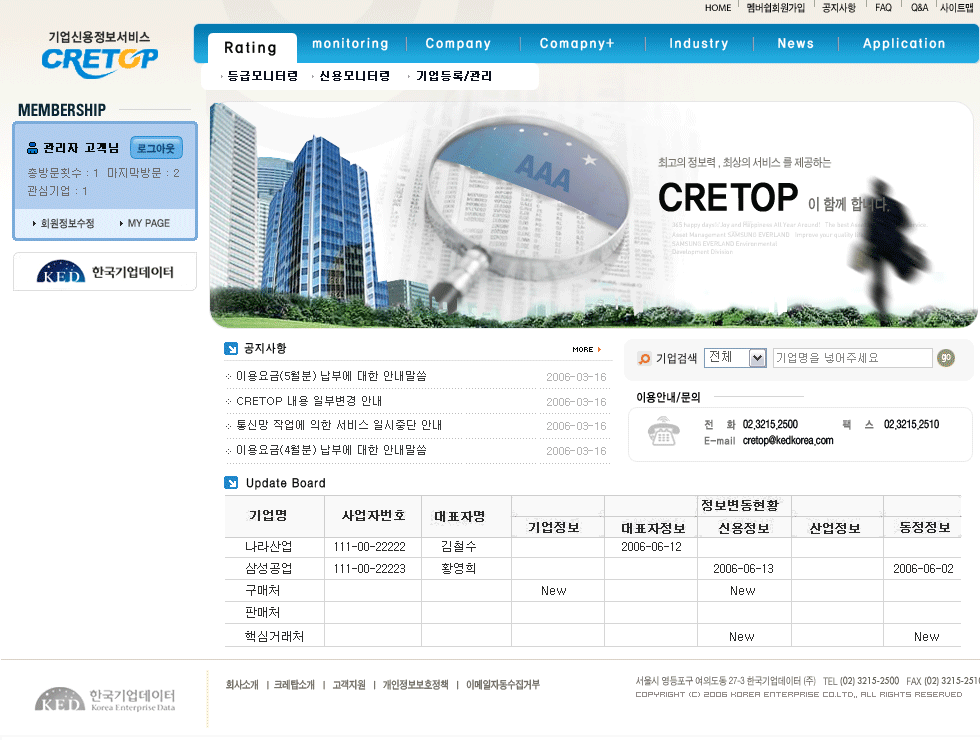 HOME 멤버쉽회원가입 공지사항 FAQ Q&A 사이트맵
기업신용정보서비스
CRETOP
Rating monitoring Company Comapny+ Industry News Application
등급모니터링 신용모니터링 기업등록/관리
MEMBERSHIP
관리자 고객님 로그아웃
총방문횟수 : 1 마지막방문 : 2
관심기업 : 1
회원정보수정 MY PAGE
KED 한국기업데이터
AAA
최고의 정보력 , 최상의 서비스 를 제공하는
CRETOP 이 함께 합니다.
SAMSUNG EVERLAND Environmental
Development Division
공지사항 MORE
이용요금(5월분) 납부에 대한 안내말씀 2006-03-16
CRETOP 내용 일부변경 안내 2006-03-16
통신망 작업에 의한 서비스 일시중단 안내 2006-03-16
이용요금(4월분) 납부에 대한 안내말씀 2006-03-16
기업검색 전체 기업명을 넣어주세요 go
이용안내/문의
전 화 02.3215.2500 팩 스 02.3215.2510
E-mail cretop@kedkorea.com
Update Board
기업명 사업자번호 대표자명 정보변동현황
기업정보 대표자정보 신용정보 산업정보 동정정보
나라산업 111-00-22222 김철수 2006-06-12
삼성공업 111-00-22223 황영희 2006-06-13 2006-06-02
구매처 New New
판매처
핵심거래처 New New
KED 한국기업데이터
Korea Enterprise Data
회사소개 | 크레탑소개 | 고객지원 | 개인정보보호정책 | 이메일자동수집거부
서울시 영등포구 여의도동 27-3 한국기업데이터 (주) TEL (02) 3215-2500 FAX (02) 3215-251
COPYRIGHT (C) 2006 KOREA ENTERPRISE CO.LTD,, ALL RIGHTS RESERVED